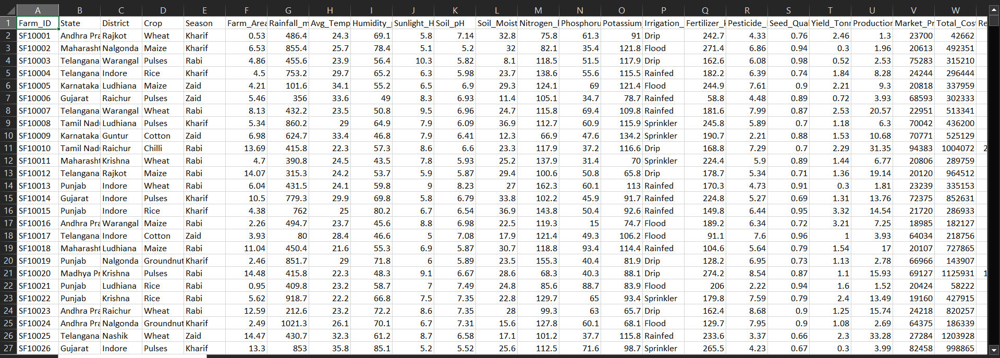 A B C D E F G H I J K L M N O P Q R S T U V W
1 Farm_ID State District Crop Season Farm_Area Rainfall_m Avg_Temp Humidity_ Sunlight_H Soil_pH Soil_Moist Nitrogen_ Phosphoru Potassium Irrigation_ Fertilizer_ Pesticide_ Seed_Qual Yield_Tonn Production Market_Pr Total_Cost Re
2 SF10001 Andhra Pra Rajkot Wheat Kharif 0.53 486.4 24.3 69.1 5.8 7.14 32.8 75.8 61.3 91 Drip 242.7 4.33 0.76 2.46 1.3 23700 42662
3 SF10002 Maharasht Nalgonda Maize Kharif 6.53 855.4 25.7 78.4 5.1 5.2 32 82.1 35.4 121.8 Flood 271.4 6.86 0.94 0.3 1.96 20613 492351
4 SF10003 Telangana Warangal Pulses Rabi 4.86 455.6 23.9 56.4 10.3 5.82 8.1 118.5 51.5 117.9 Drip 162.6 6.08 0.98 0.52 2.53 75283 315210
5 SF10004 Telangana Indore Rice Kharif 4.5 753.2 29.7 65.2 6.3 5.98 23.7 138.6 55.6 115.5 Rainfed 182.2 6.39 0.74 1.84 8.28 24244 296444
6 SF10005 Karnataka Ludhiana Maize Zaid 4.21 101.6 34.1 55.2 6.5 6.9 29.3 124.1 69 121.4 Flood 244.9 7.61 0.9 2.21 9.3 20818 337959
7 SF10006 Gujarat Raichur Pulses Zaid 5.46 356 33.6 49 8.3 6.93 11.4 105.1 34.7 78.7 Rainfed 58.8 4.48 0.89 0.72 3.93 68593 302333
8 SF10007 Telangana Warangal Wheat Rabi 8.13 432.2 23.5 50.8 9.5 6.96 24.7 115.8 69.4 109.8 Rainfed 181.6 7.99 0.87 2.53 20.57 22951 513341
9 SF10008 Tamil Nad Ludhiana Pulses Kharif 5.34 860.2 29 64.9 7.9 6.09 36.9 112.7 60.9 115.9 Sprinkler 245.8 5.89 0.7 1.18 6.3 70042 436200
10 SF10009 Karnataka Guntur Cotton Zaid 6.98 624.7 33.4 46.8 7.9 6.41 12.3 66.9 47.6 134.2 Sprinkler 190.7 2.21 0.88 1.53 10.68 70771 525129
11 SF10010 Tamil Nad Raichur Chilli Rabi 13.69 415.8 22.3 57.3 8.6 6.6 23.3 117.9 37.2 116.6 Drip 168.8 7.29 0.7 2.29 31.35 94383 1004072 2
12 SF10011 Maharasht Krishna Wheat Rabi 4.7 390.8 24.5 43.5 7.8 5.93 25.2 137.9 31.4 70 Sprinkler 224.4 5.9 0.89 1.44 6.77 20806 289759
13 SF10012 Telangana Rajkot Maize Rabi 14.07 315.3 24.2 53.7 5.9 5.87 29.4 100.6 50.8 65.8 Drip 178.7 5.34 0.71 1.36 19.14 20120 964512
14 SF10013 Punjab Indore Wheat Rabi 6.04 431.5 24.1 59.8 9 8.23 27 162.3 60.1 113 Rainfed 170.3 4.73 0.91 0.3 1.81 23239 335153
15 SF10014 Gujarat Indore Pulses Kharif 10.5 779.3 29.9 69.8 5.8 6.79 33.8 102.2 45.9 91.7 Rainfed 224.8 5.27 0.69 1.31 13.76 72375 852631
16 SF10015 Punjab Indore Rice Kharif 4.38 762 25 80.2 6.7 6.54 36.9 143.8 50.4 92.6 Rainfed 149.8 6.44 0.95 3.32 14.54 21720 286933
17 SF10016 Andhra Pra Warangal Maize Rabi 2.26 494.7 23.7 45.6 8.8 6.98 22.5 119.3 15 74.7 Flood 189.2 6.34 0.72 3.21 7.25 18985 182127
18 SF10017 Telangana Indore Cotton Zaid 3.93 80 28.4 46.6 5 7.08 17.9 121.4 49.3 106.2 Flood 91.1 7.6 0.96 1 3.93 64034 218756
19 SF10018 Maharasht Ludhiana Maize Rabi 11.04 450.4 21.6 55.3 6.9 5.87 30.7 118.8 93.4 114.4 Rainfed 104.6 5.64 0.79 1.54 17 20107 727865
20 SF10019 Punjab Nalgonda Groundnut Kharif 2.46 851.7 29 71.8 6 5.89 23.5 155.3 40.4 81.9 Drip 128.2 6.95 0.73 1.13 2.78 66966 143907
21 SF10020 Madhya Pr Krishna Pulses Rabi 14.48 415.8 22.3 48.3 9.1 6.67 28.6 68.3 40.3 88.1 Drip 274.2 8.54 0.87 1.1 15.93 69127 1125931 1
22 SF10021 Punjab Ludhiana Rice Rabi 0.95 409.8 23.2 58.7 7 7.49 24.8 85.6 88.7 83.9 Flood 206 2.22 0.94 1.6 1.52 20424 58222
23 SF10022 Punjab Krishna Rice Rabi 5.62 918.7 22.2 66.8 7.5 7.35 22.8 129.7 65 93.4 Sprinkler 179.8 7.59 0.79 2.4 13.49 19160 427915
24 SF10023 Andhra Pra Raichur Wheat Rabi 12.59 212.6 23.2 72.2 8.6 7.35 28 99.3 63 65.7 Drip 162.4 8.68 0.9 1.25 15.74 24218 820257
25 SF10024 Andhra Pra Nalgonda Groundnut Kharif 2.49 1021.3 26.1 70.1 6.7 7.31 15.6 127.8 60.1 68.1 Flood 129.7 7.95 0.9 1.08 2.69 64375 186339
26 SF10025 Telangana Nashik Wheat Zaid 14.47 430.7 32.3 61.2 8.7 6.58 17.1 101.2 37.7 115.8 Rainfed 233.6 3.37 0.66 2.3 33.28 27284 1203928
27 SF10026 Gujarat Indore Pulses Kharif 13.3 853 35.8 85.1 5.2 5.52 25.6 112.5 71.6 98.7 Sprinkler 265.5 4.23 0.67 0.3 3.99 82458 998865